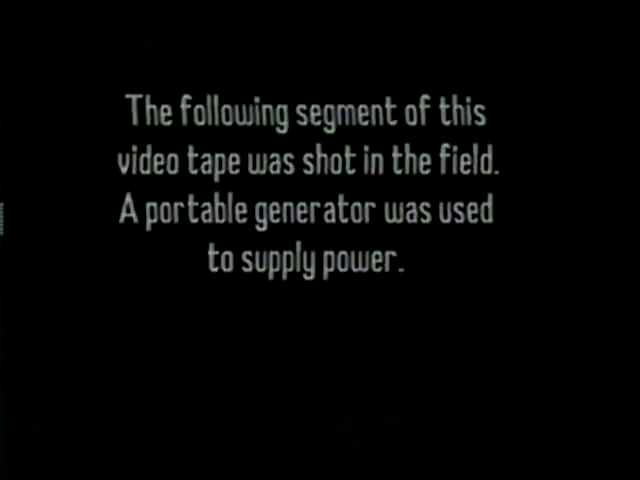 The following segment of this
video tape was shot in the field.
A portable generator was used
to supply power.